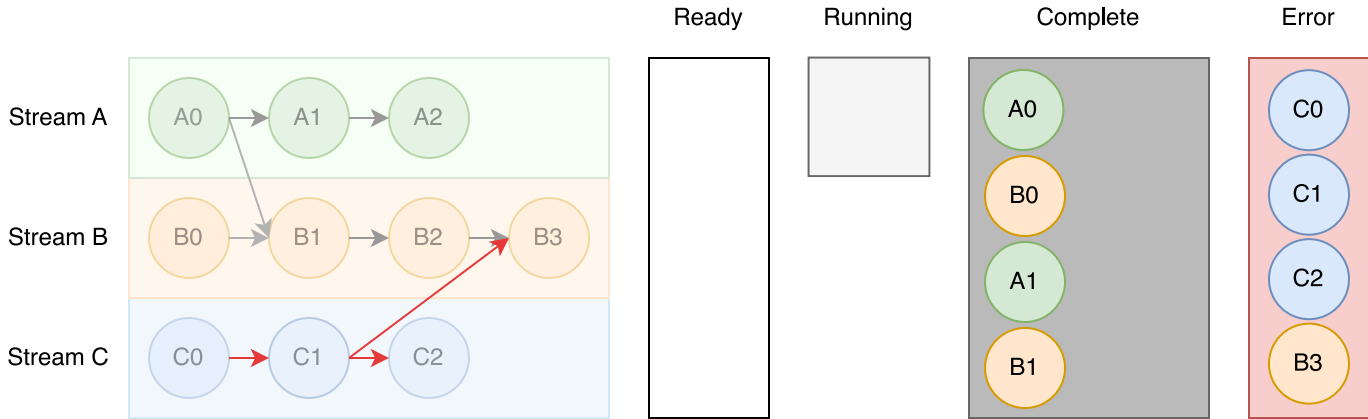 Ready Running Complete Error
Stream A A0 A1 A2
Stream B B0 B1 B2 B3
Stream C C0 C1 C2
A0
B0
A1
B1
C0
C1
C2
B3